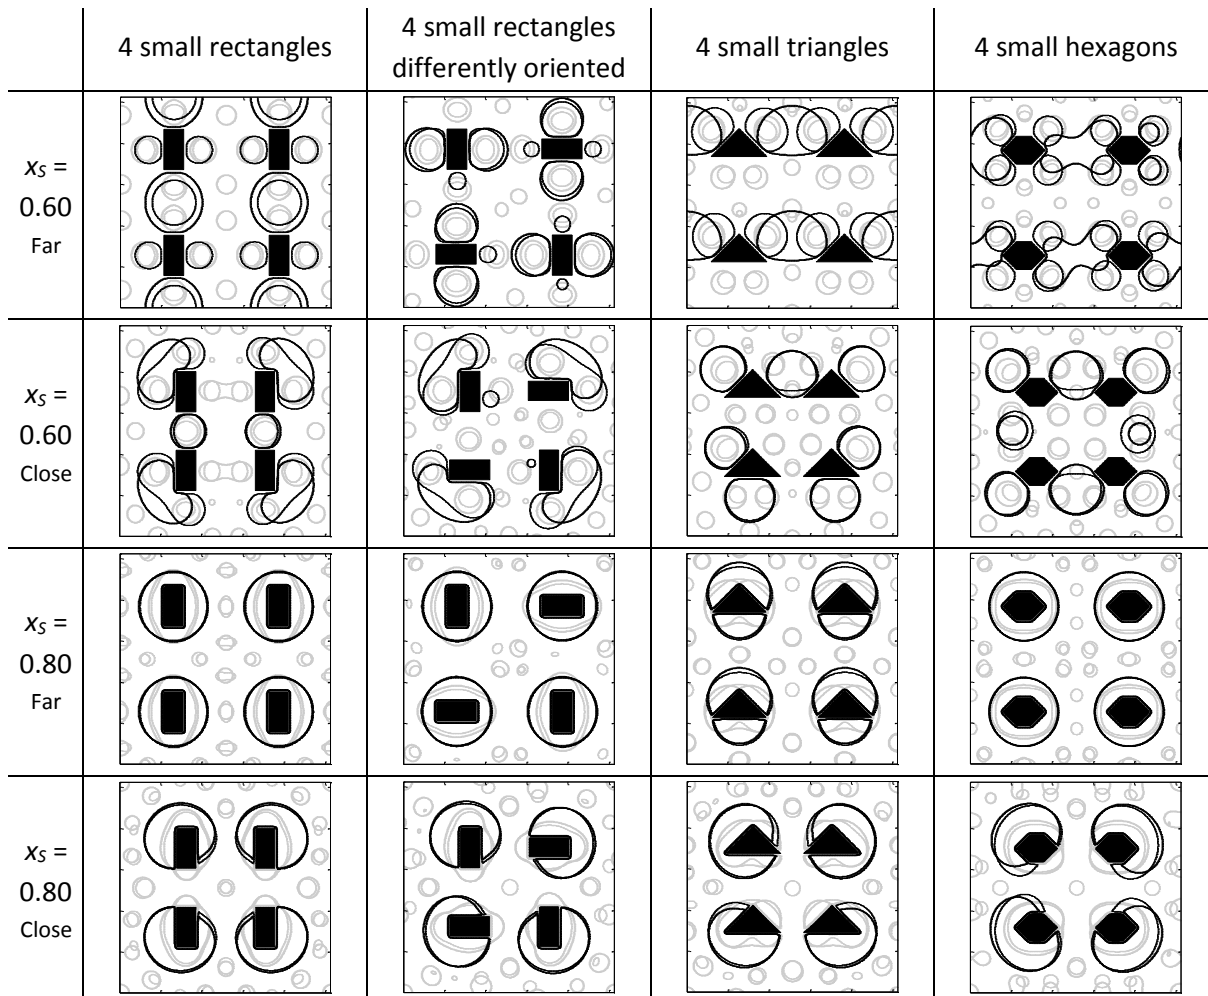 4 small rectangles
4 small rectangles
differently oriented
4 small triangles
4 small hexagons
xS =
0.60
Far
xS =
0.60
Close
xS =
0.80
Far
xS =
0.80
Close